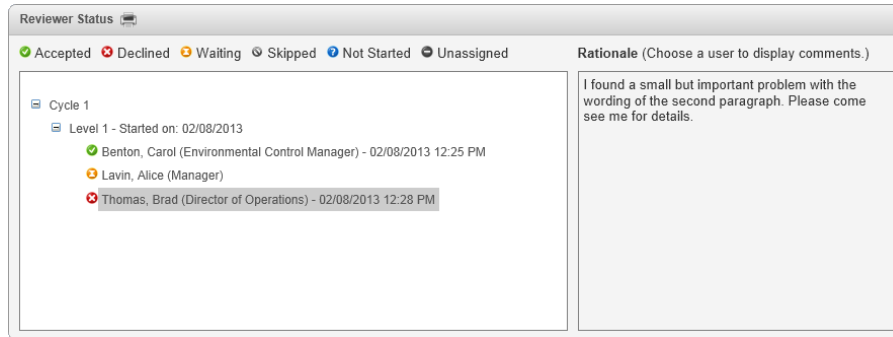 Reviewer Status
Accepted Declined Waiting Skipped Not Started Unassigned
Rationale (Choose a user to display comments.)
Cycle 1
Level 1 - Started on: 02/08/2013
Benton, Carol (Environmental Control Manager) - 02/08/2013 12:25 PM
Lavin, Alice (Manager)
Thomas, Brad (Director of Operations) - 02/08/2013 12:28 PM
I found a small but important problem with the
wording of the second paragraph. Please come
see me for details.